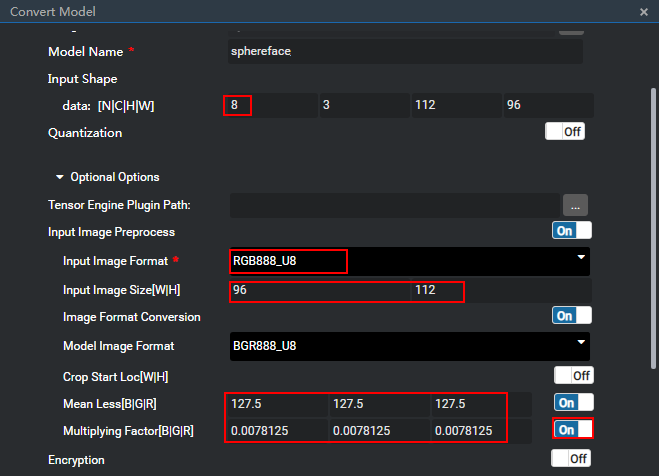 Convert Model ×
Model Name * sphereface
Input Shape
data: [N|C|H|W] 8 3 112 96
Quantization Off
Optional Options
Tensor Engine Plugin Path: ...
Input Image Preprocess On
Input Image Format * RGB888_U8
Input Image Size[W|H] 96 112
Image Format Conversion On
Model Image Format BGR888_U8
Crop Start Loc[W|H] Off
Mean Less[B|G|R] 127.5 127.5 127.5 On
Multiplying Factor[B|G|R] 0.0078125 0.0078125 0.0078125 On
Encryption Off